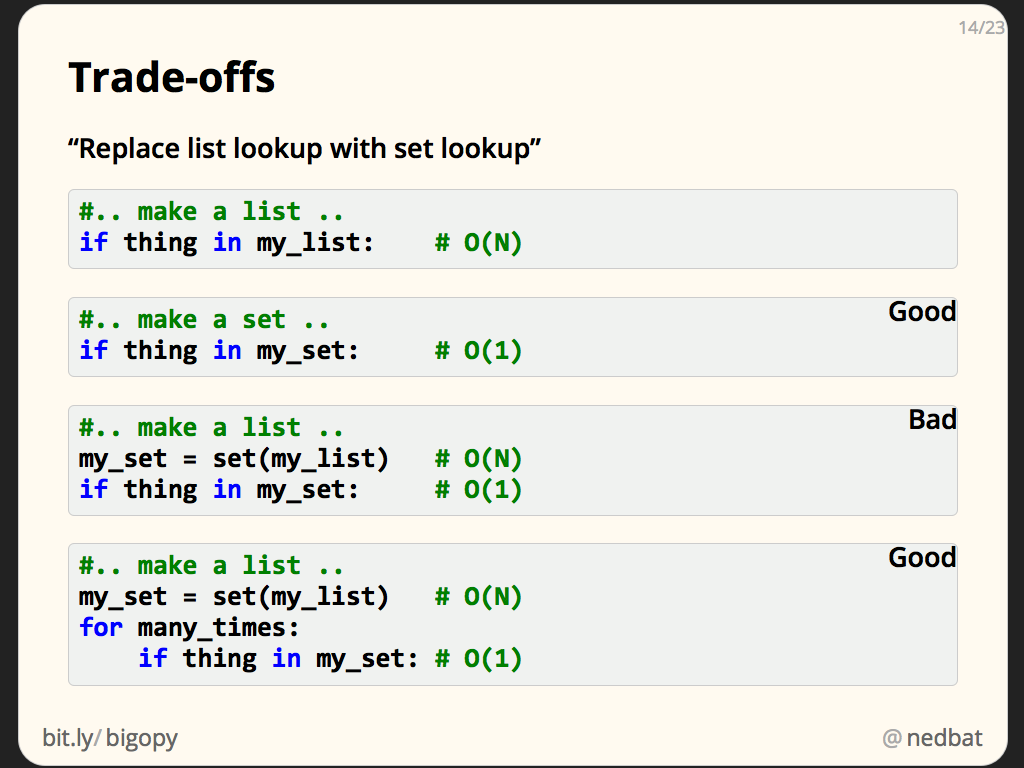 14/23
Trade-offs
“Replace list lookup with set lookup”
#.. make a list ..
if thing in my_list:    # O(N)
Good
#.. make a set ..
if thing in my_set:     # O(1)
Bad
#.. make a list ..
my_set = set(my_list)   # O(N)
if thing in my_set:     # O(1)
Good
#.. make a list ..
my_set = set(my_list)   # O(N)
for many_times:
    if thing in my_set: # O(1)
bit.ly/bigopy
@nedbat